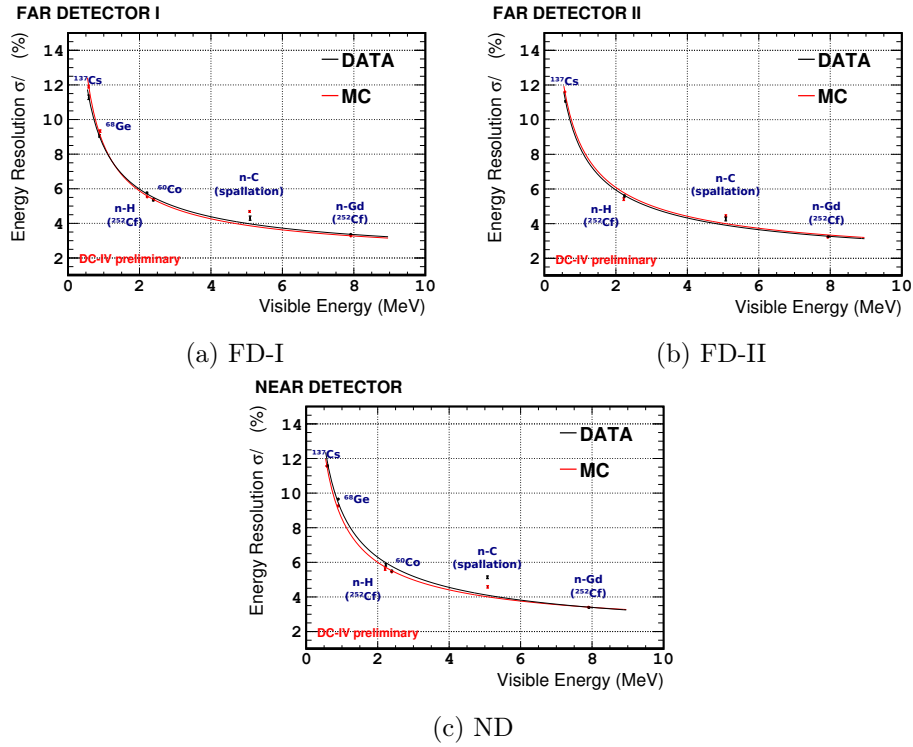 FAR DETECTOR I
Energy Resolution σ/ (%)
14
12
10
8
6
4
2
DATA
MC
¹³⁷Cs
⁶⁸Ge
⁶⁰Co
n-H
(²⁵²Cf)
n-C
(spallation)
n-Gd
(²⁵²Cf)
DC-IV preliminary
0 2 4 6 8 10
Visible Energy (MeV)
(a) FD-I
FAR DETECTOR II
Energy Resolution σ/ (%)
14
12
10
8
6
4
2
DATA
MC
¹³⁷Cs
n-H
(²⁵²Cf)
n-C
(spallation)
n-Gd
(²⁵²Cf)
DC-IV preliminary
0 2 4 6 8 10
Visible Energy (MeV)
(b) FD-II
NEAR DETECTOR
Energy Resolution σ/ (%)
14
12
10
8
6
4
2
DATA
MC
¹³⁷Cs
⁶⁸Ge
⁶⁰Co
n-H
(²⁵²Cf)
n-C
(spallation)
n-Gd
(²⁵²Cf)
DC-IV preliminary
0 2 4 6 8 10
Visible Energy (MeV)
(c) ND